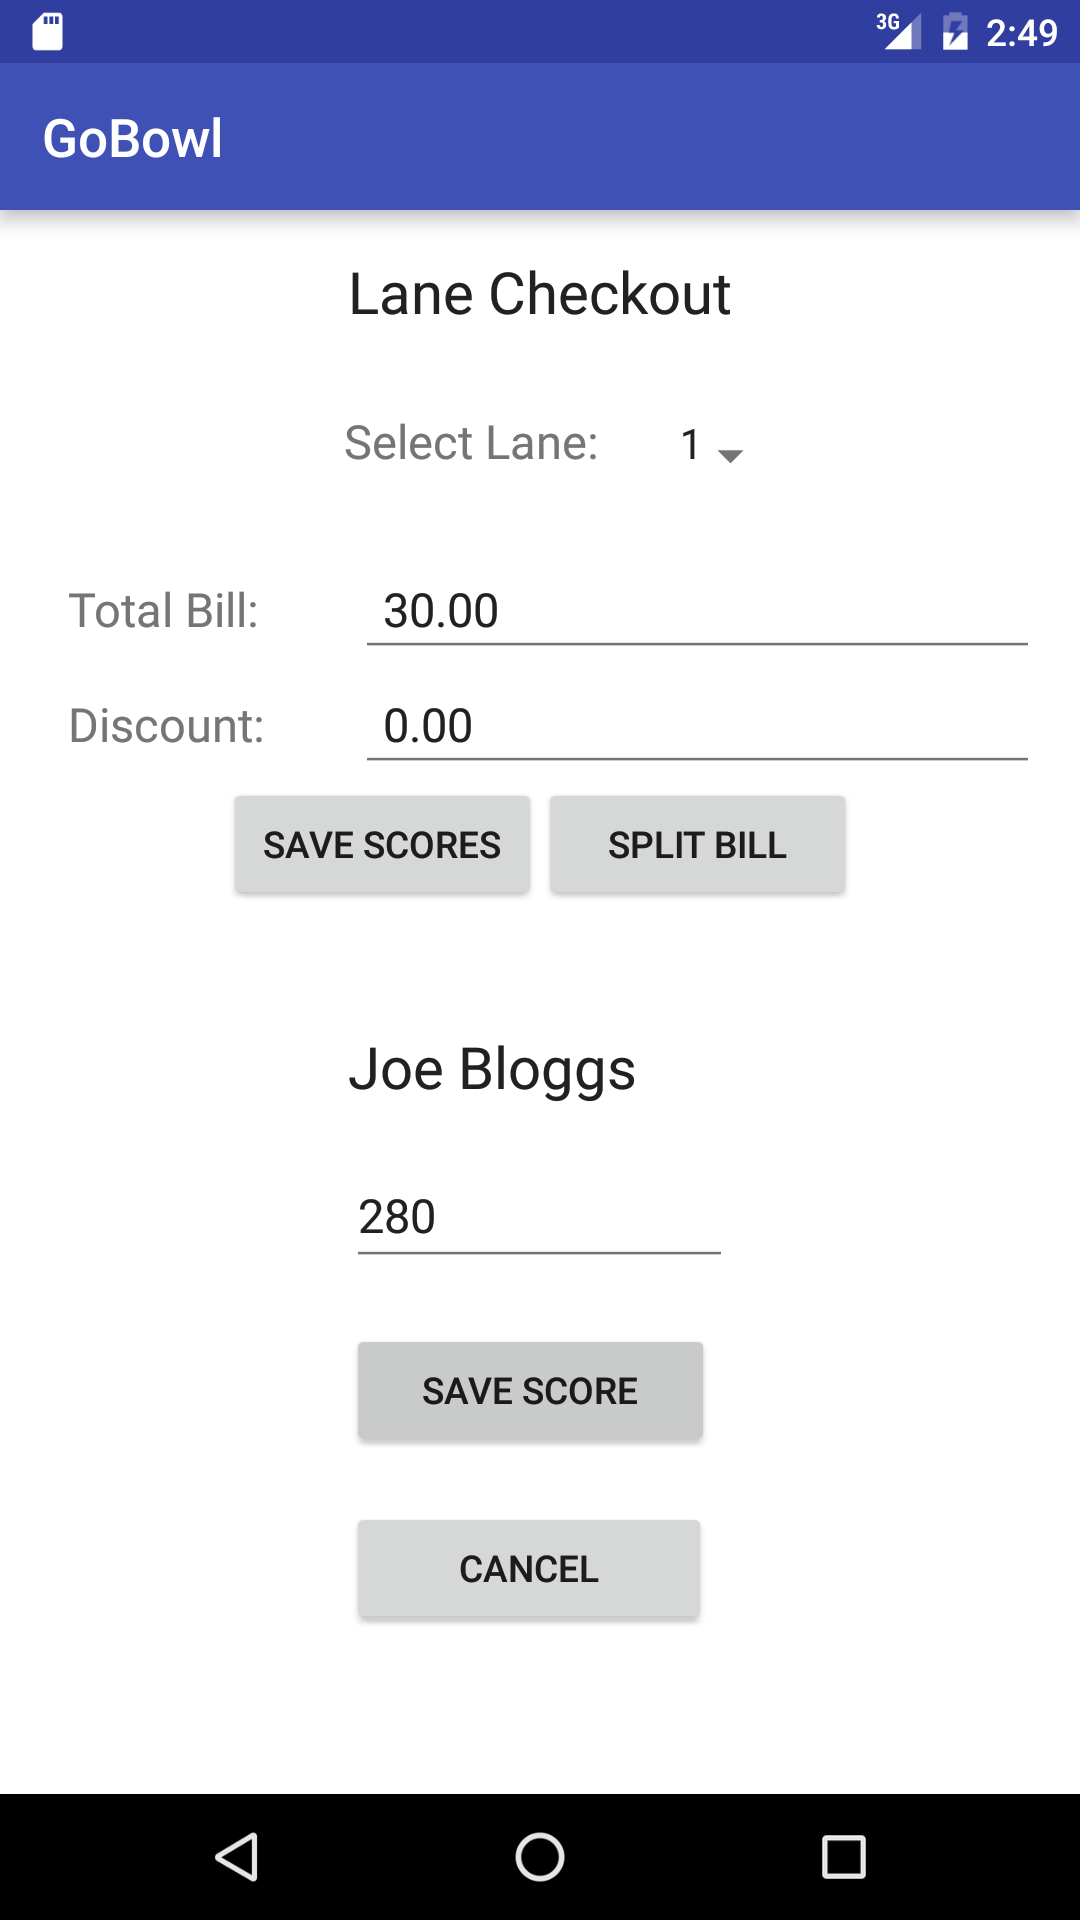 3G 2:49
GoBowl
Lane Checkout
Select Lane: 1
Total Bill: 30.00
Discount: 0.00
SAVE SCORES SPLIT BILL
Joe Bloggs
280
SAVE SCORE
CANCEL